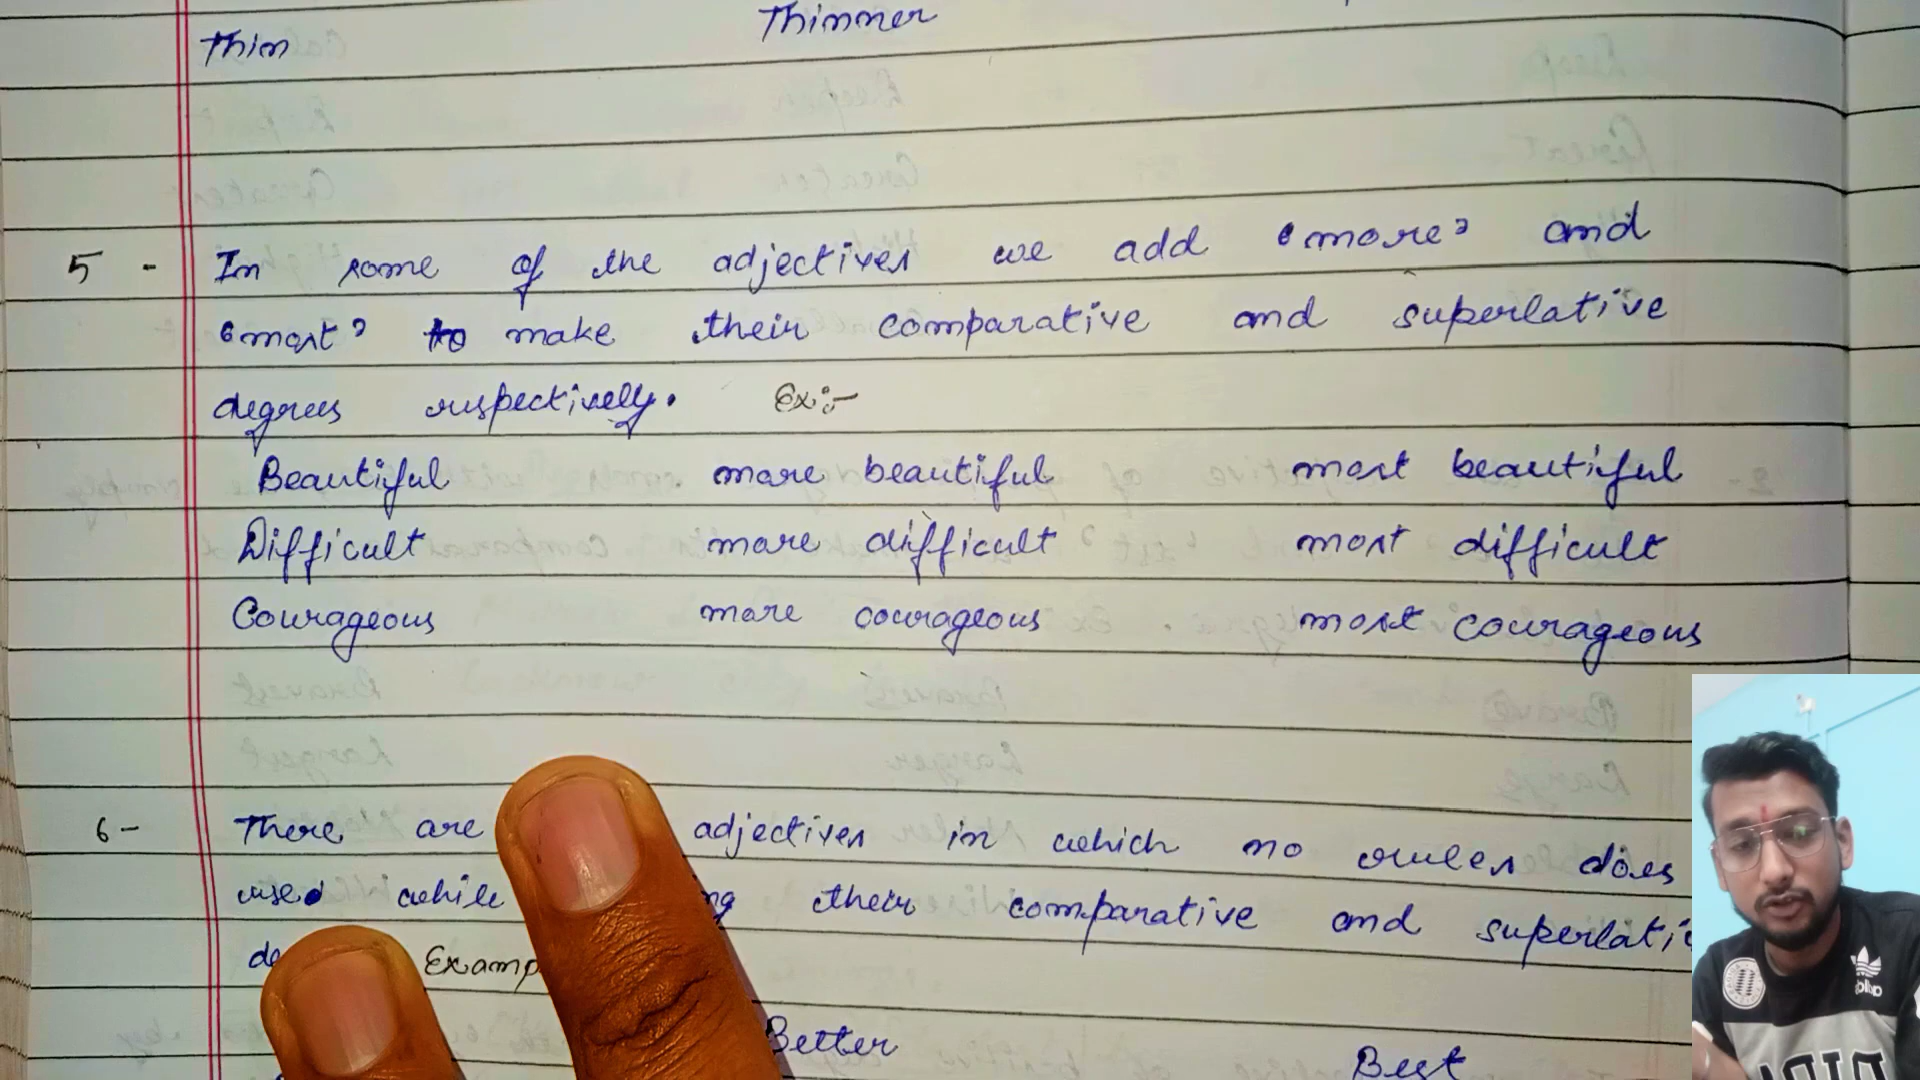 Thin Thinner
5 - In some of the adjectives we add "more" and
"most" to make their comparative and superlative
degrees respectively. Ex:-
Beautiful more beautiful most beautiful
Difficult more difficult most difficult
Courageous more courageous most courageous
6- There are adjectives in which no rules does
used while their comparative and superlati
de Examp
Better Best